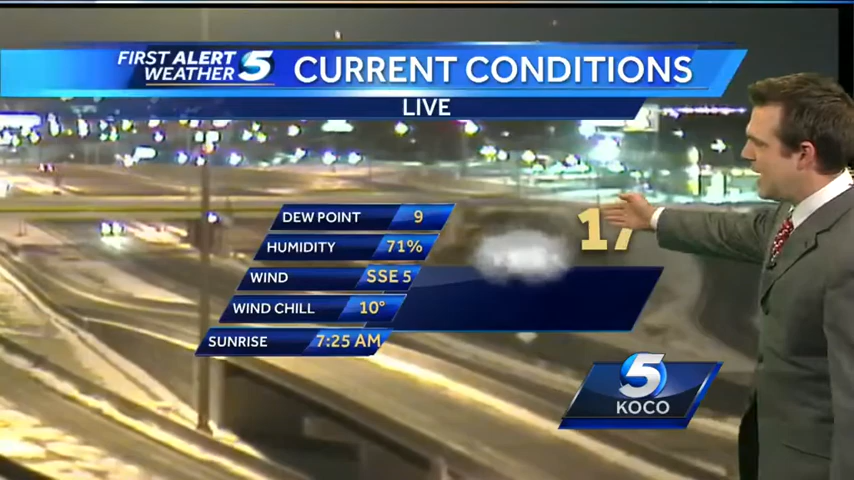 FIRST ALERT
WEATHER 5
CURRENT CONDITIONS
LIVE
DEW POINT 9
HUMIDITY 71%
WIND SSE 5
WIND CHILL 10°
SUNRISE 7:25 AM
17
5
KOCO